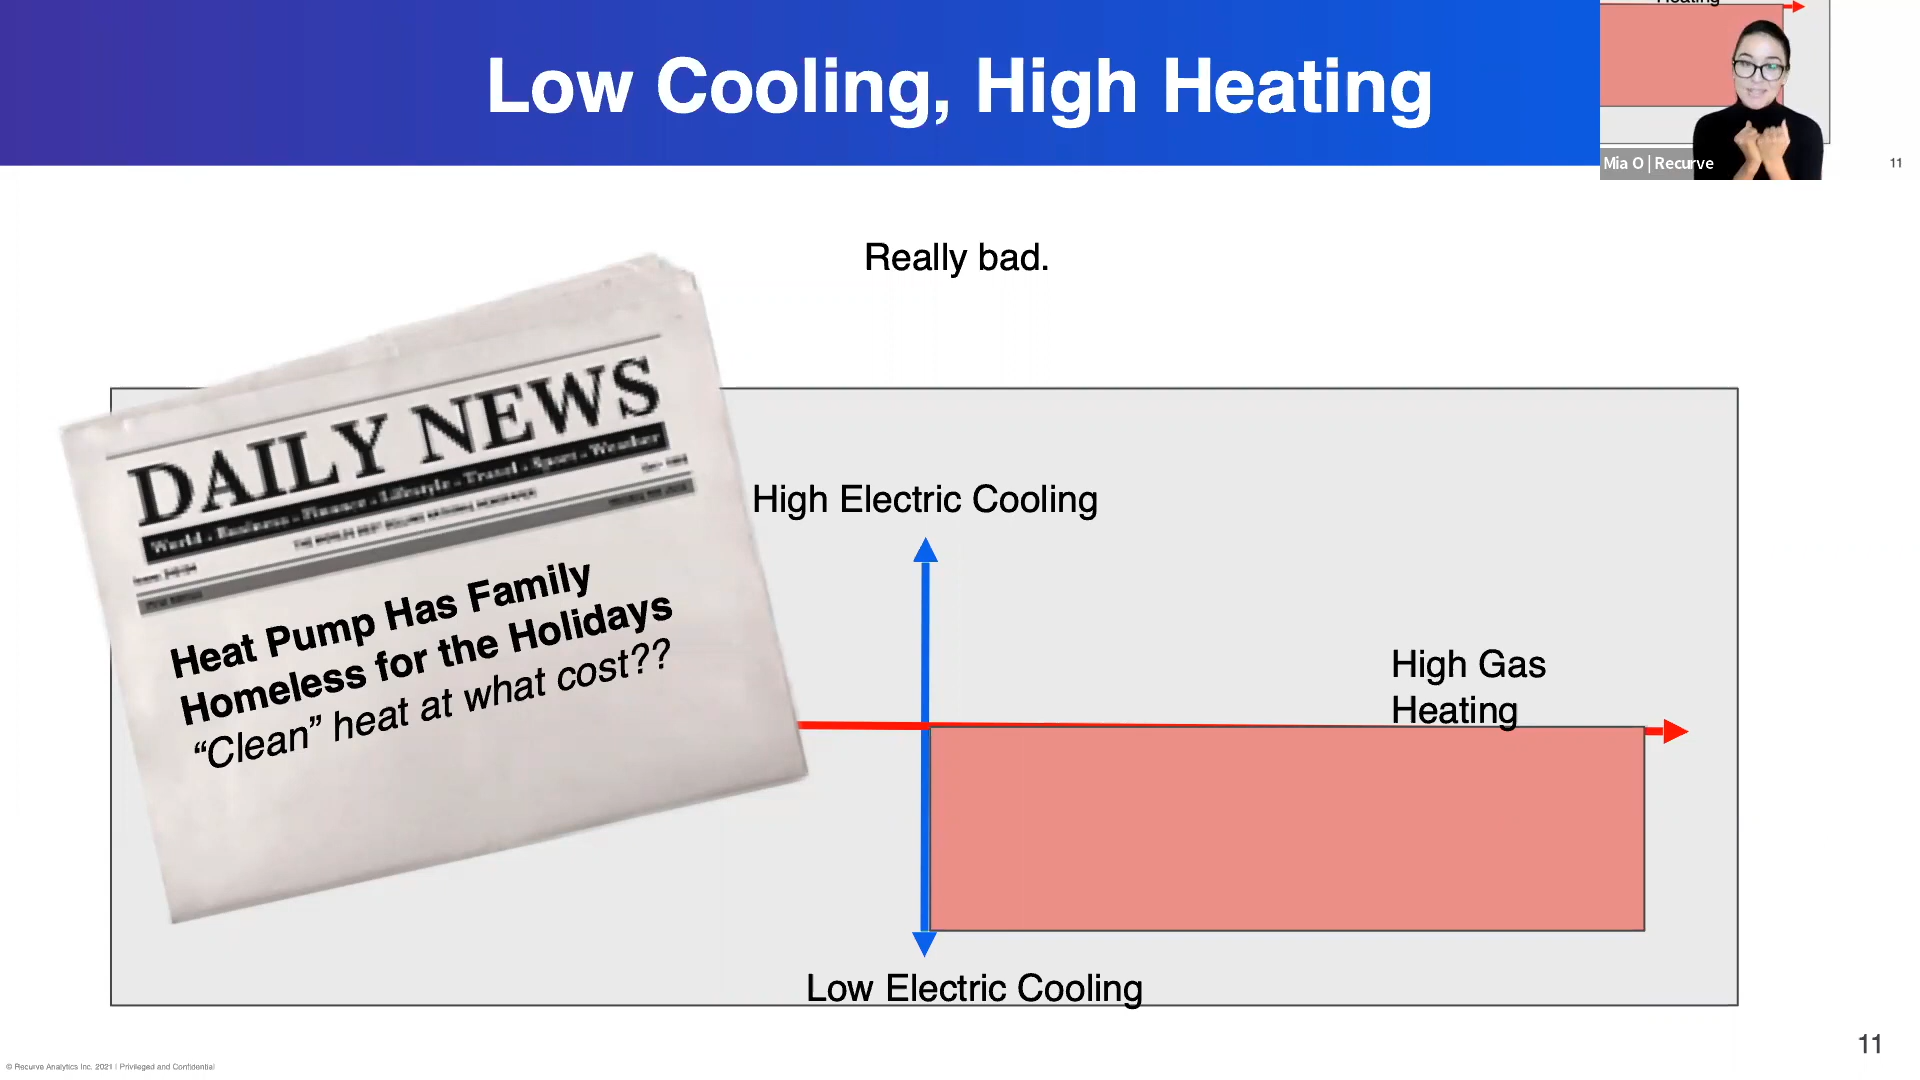 Low Cooling, High Heating
Heating
Mia O | Recurve
11
Really bad.
DAILY NEWS
World - Business - Finance - Lifestyle - Travel - Sport - Weather
Heat Pump Has Family
Homeless for the Holidays
“Clean” heat at what cost??
High Electric Cooling
High Gas
Heating
Low Electric Cooling
11
© Recurve Analytics Inc. 2021 | Privileged and Confidential